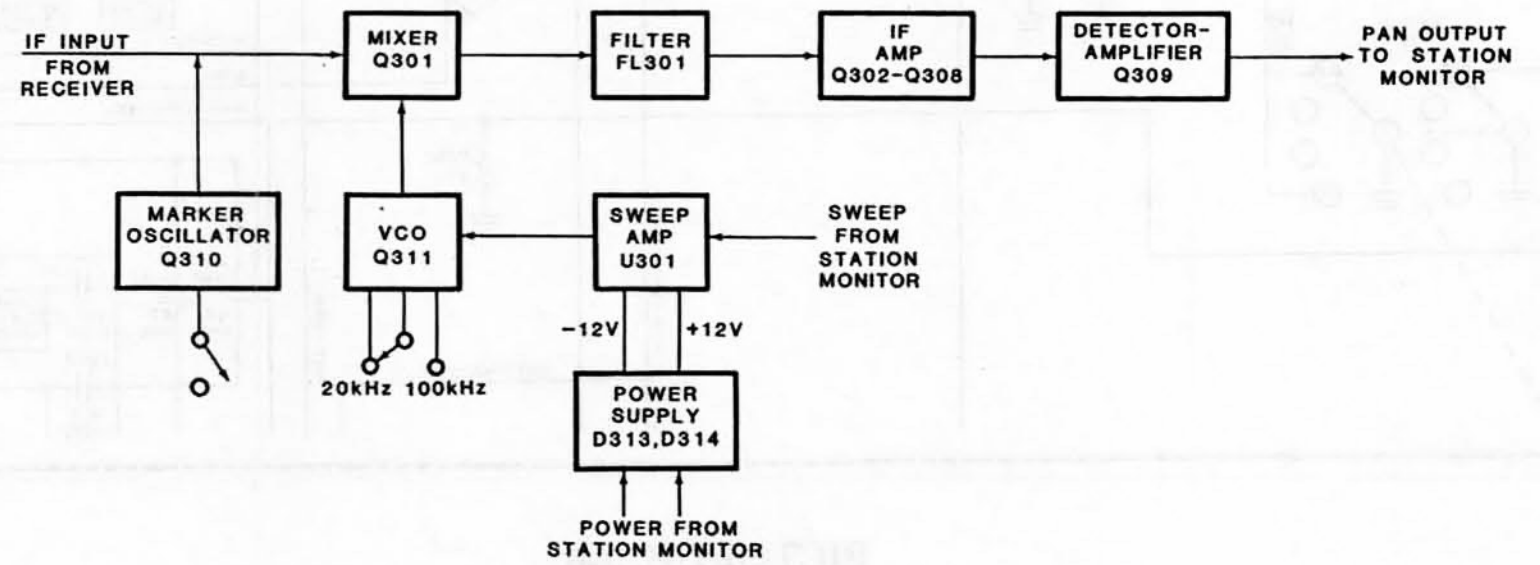 IF INPUT
FROM
RECEIVER
MIXER
Q301
FILTER
FL301
IF
AMP
Q302-Q308
DETECTOR-
AMPLIFIER
Q309
PAN OUTPUT
TO STATION
MONITOR
MARKER
OSCILLATOR
Q310
VCO
Q311
SWEEP
AMP
U301
SWEEP
FROM
STATION
MONITOR
-12V
+12V
20kHz 100kHz
POWER
SUPPLY
D313,D314
POWER FROM
STATION MONITOR